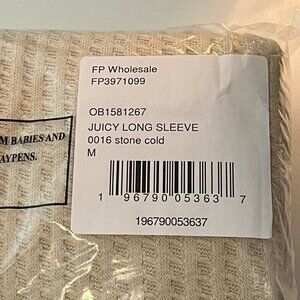 FP Wholesale
FP3971099
OB1581267
JUICY LONG SLEEVE
0016 stone cold
M
1 96790 05363 7
196790053637
M BABIES AND
AYPENS.